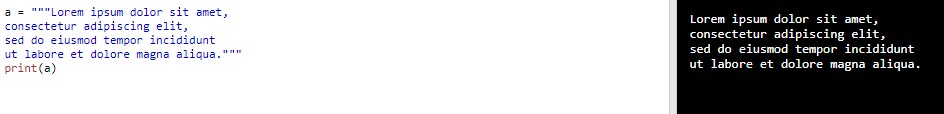 a = """Lorem ipsum dolor sit amet,
consectetur adipiscing elit,
sed do eiusmod tempor incididunt
ut labore et dolore magna aliqua."""
print(a)
Lorem ipsum dolor sit amet,
consectetur adipiscing elit,
sed do eiusmod tempor incididunt
ut labore et dolore magna aliqua.